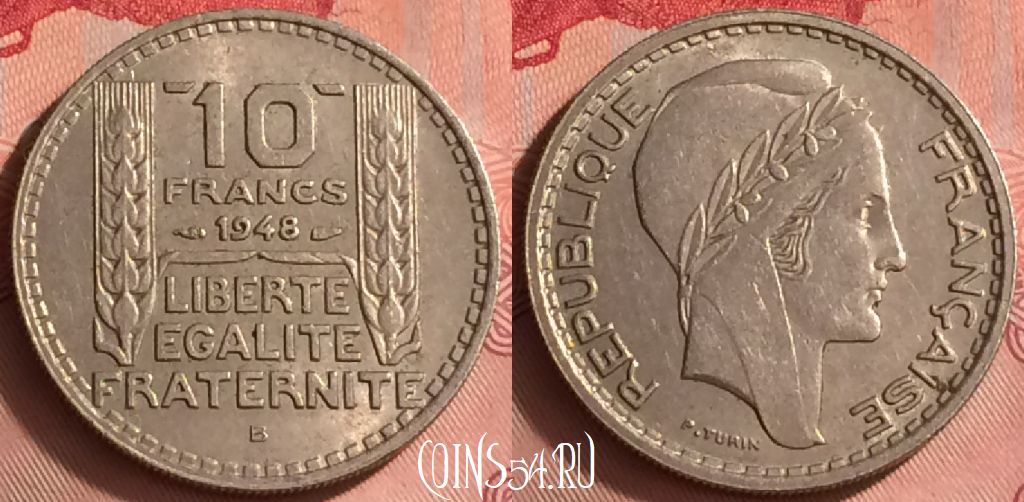 10
FRANCS
1948
LIBERTE
EGALITE
FRATERNITE
B
REPUBLIQUE FRANÇAISE
P. TURIN
COINS54.RU